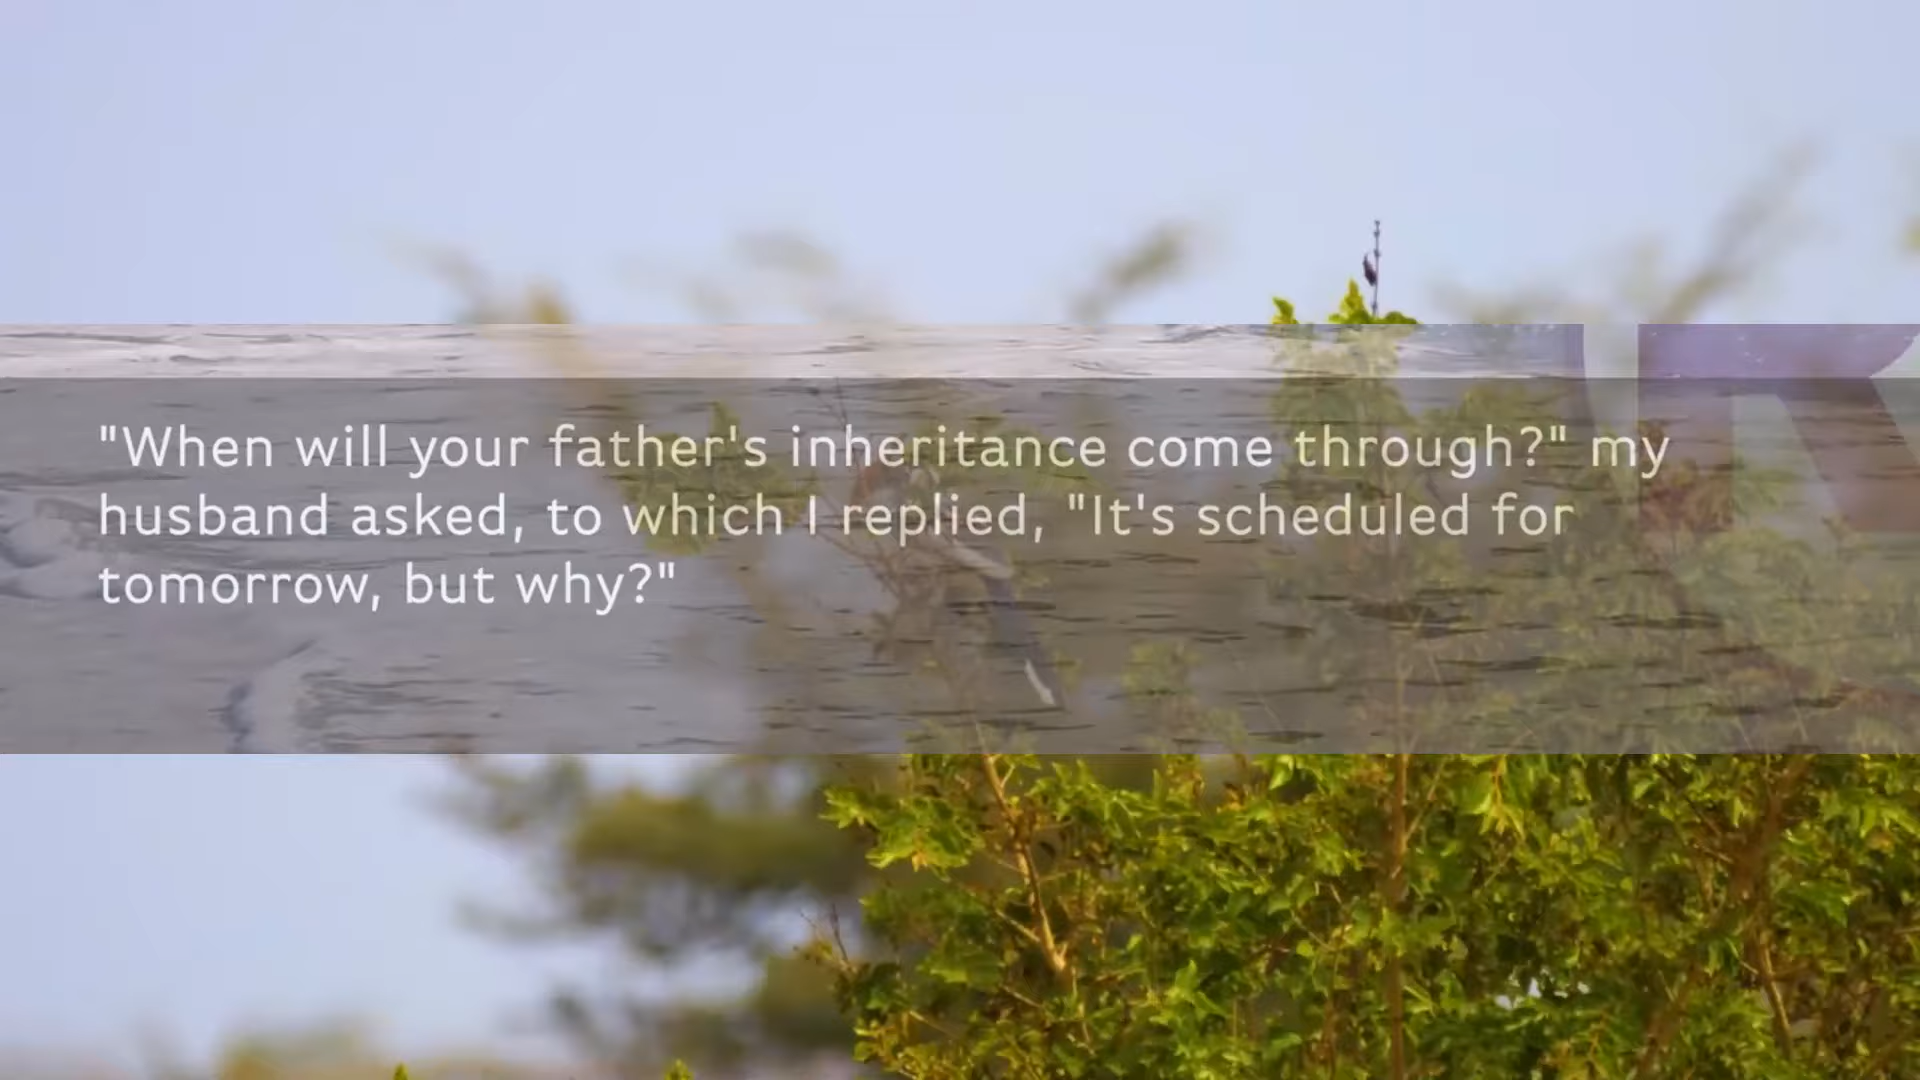 "When will your father's inheritance come through?" my
husband asked, to which I replied, "It's scheduled for
tomorrow, but why?"